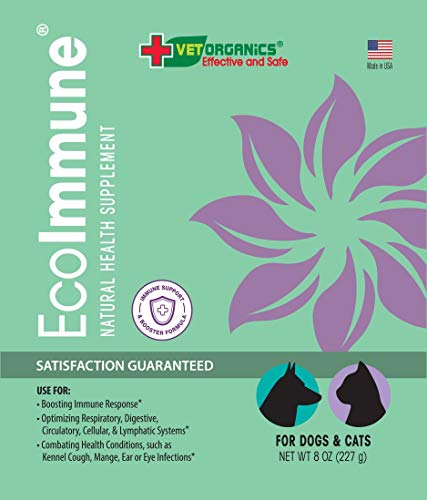 VETORGANICS®
Effective and Safe
Made in USA
EcoImmune®
NATURAL HEALTH SUPPLEMENT
IMMUNE SUPPORT
& BOOSTER FORMULA
SATISFACTION GUARANTEED
USE FOR:
• Boosting Immune Response*
• Optimizing Respiratory, Digestive,
Circulatory, Cellular, & Lymphatic Systems*
• Combating Health Conditions, such as
Kennel Cough, Mange, Ear or Eye Infections*
FOR DOGS & CATS
NET WT 8 OZ (227 g)